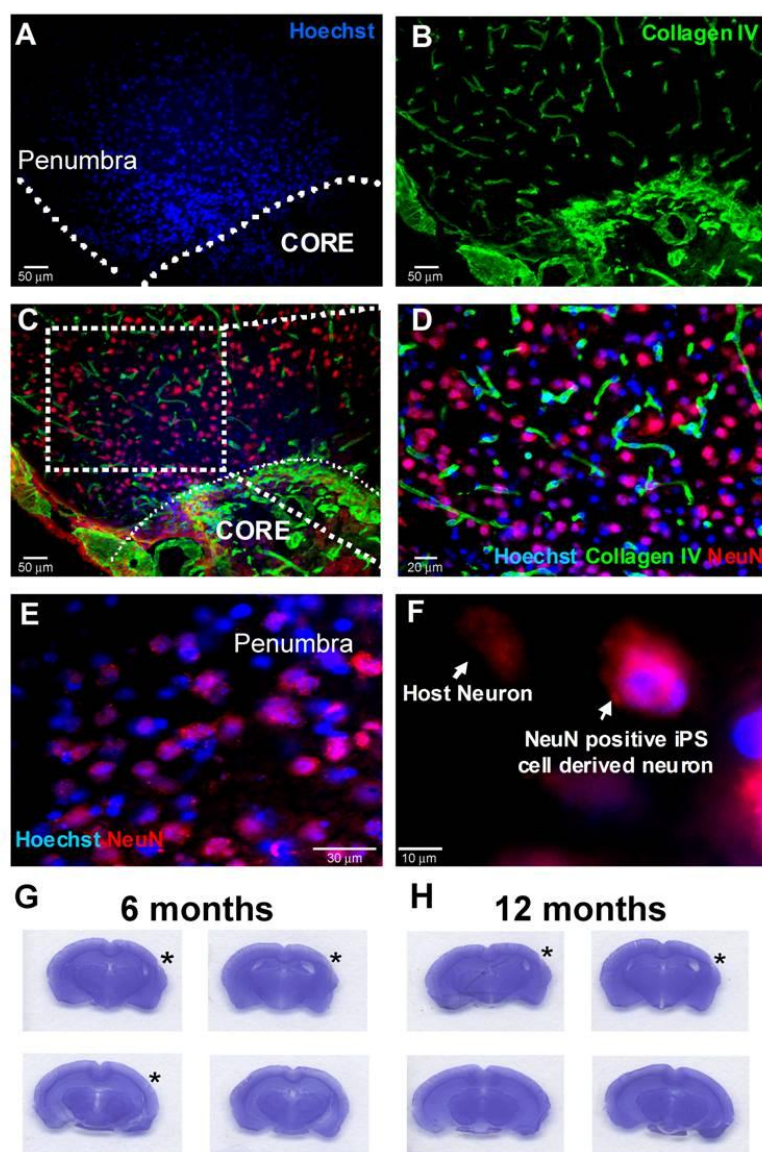 A
Hoechst
Penumbra
CORE
50 µm
B
Collagen IV
50 µm
C
CORE
50 µm
D
Hoechst Collagen IV NeuN
20 µm
E
Penumbra
Hoechst NeuN
30 µm
F
Host Neuron
NeuN positive iPS
cell derived neuron
10 µm
G
6 months
*
*
*
H
12 months
*
*